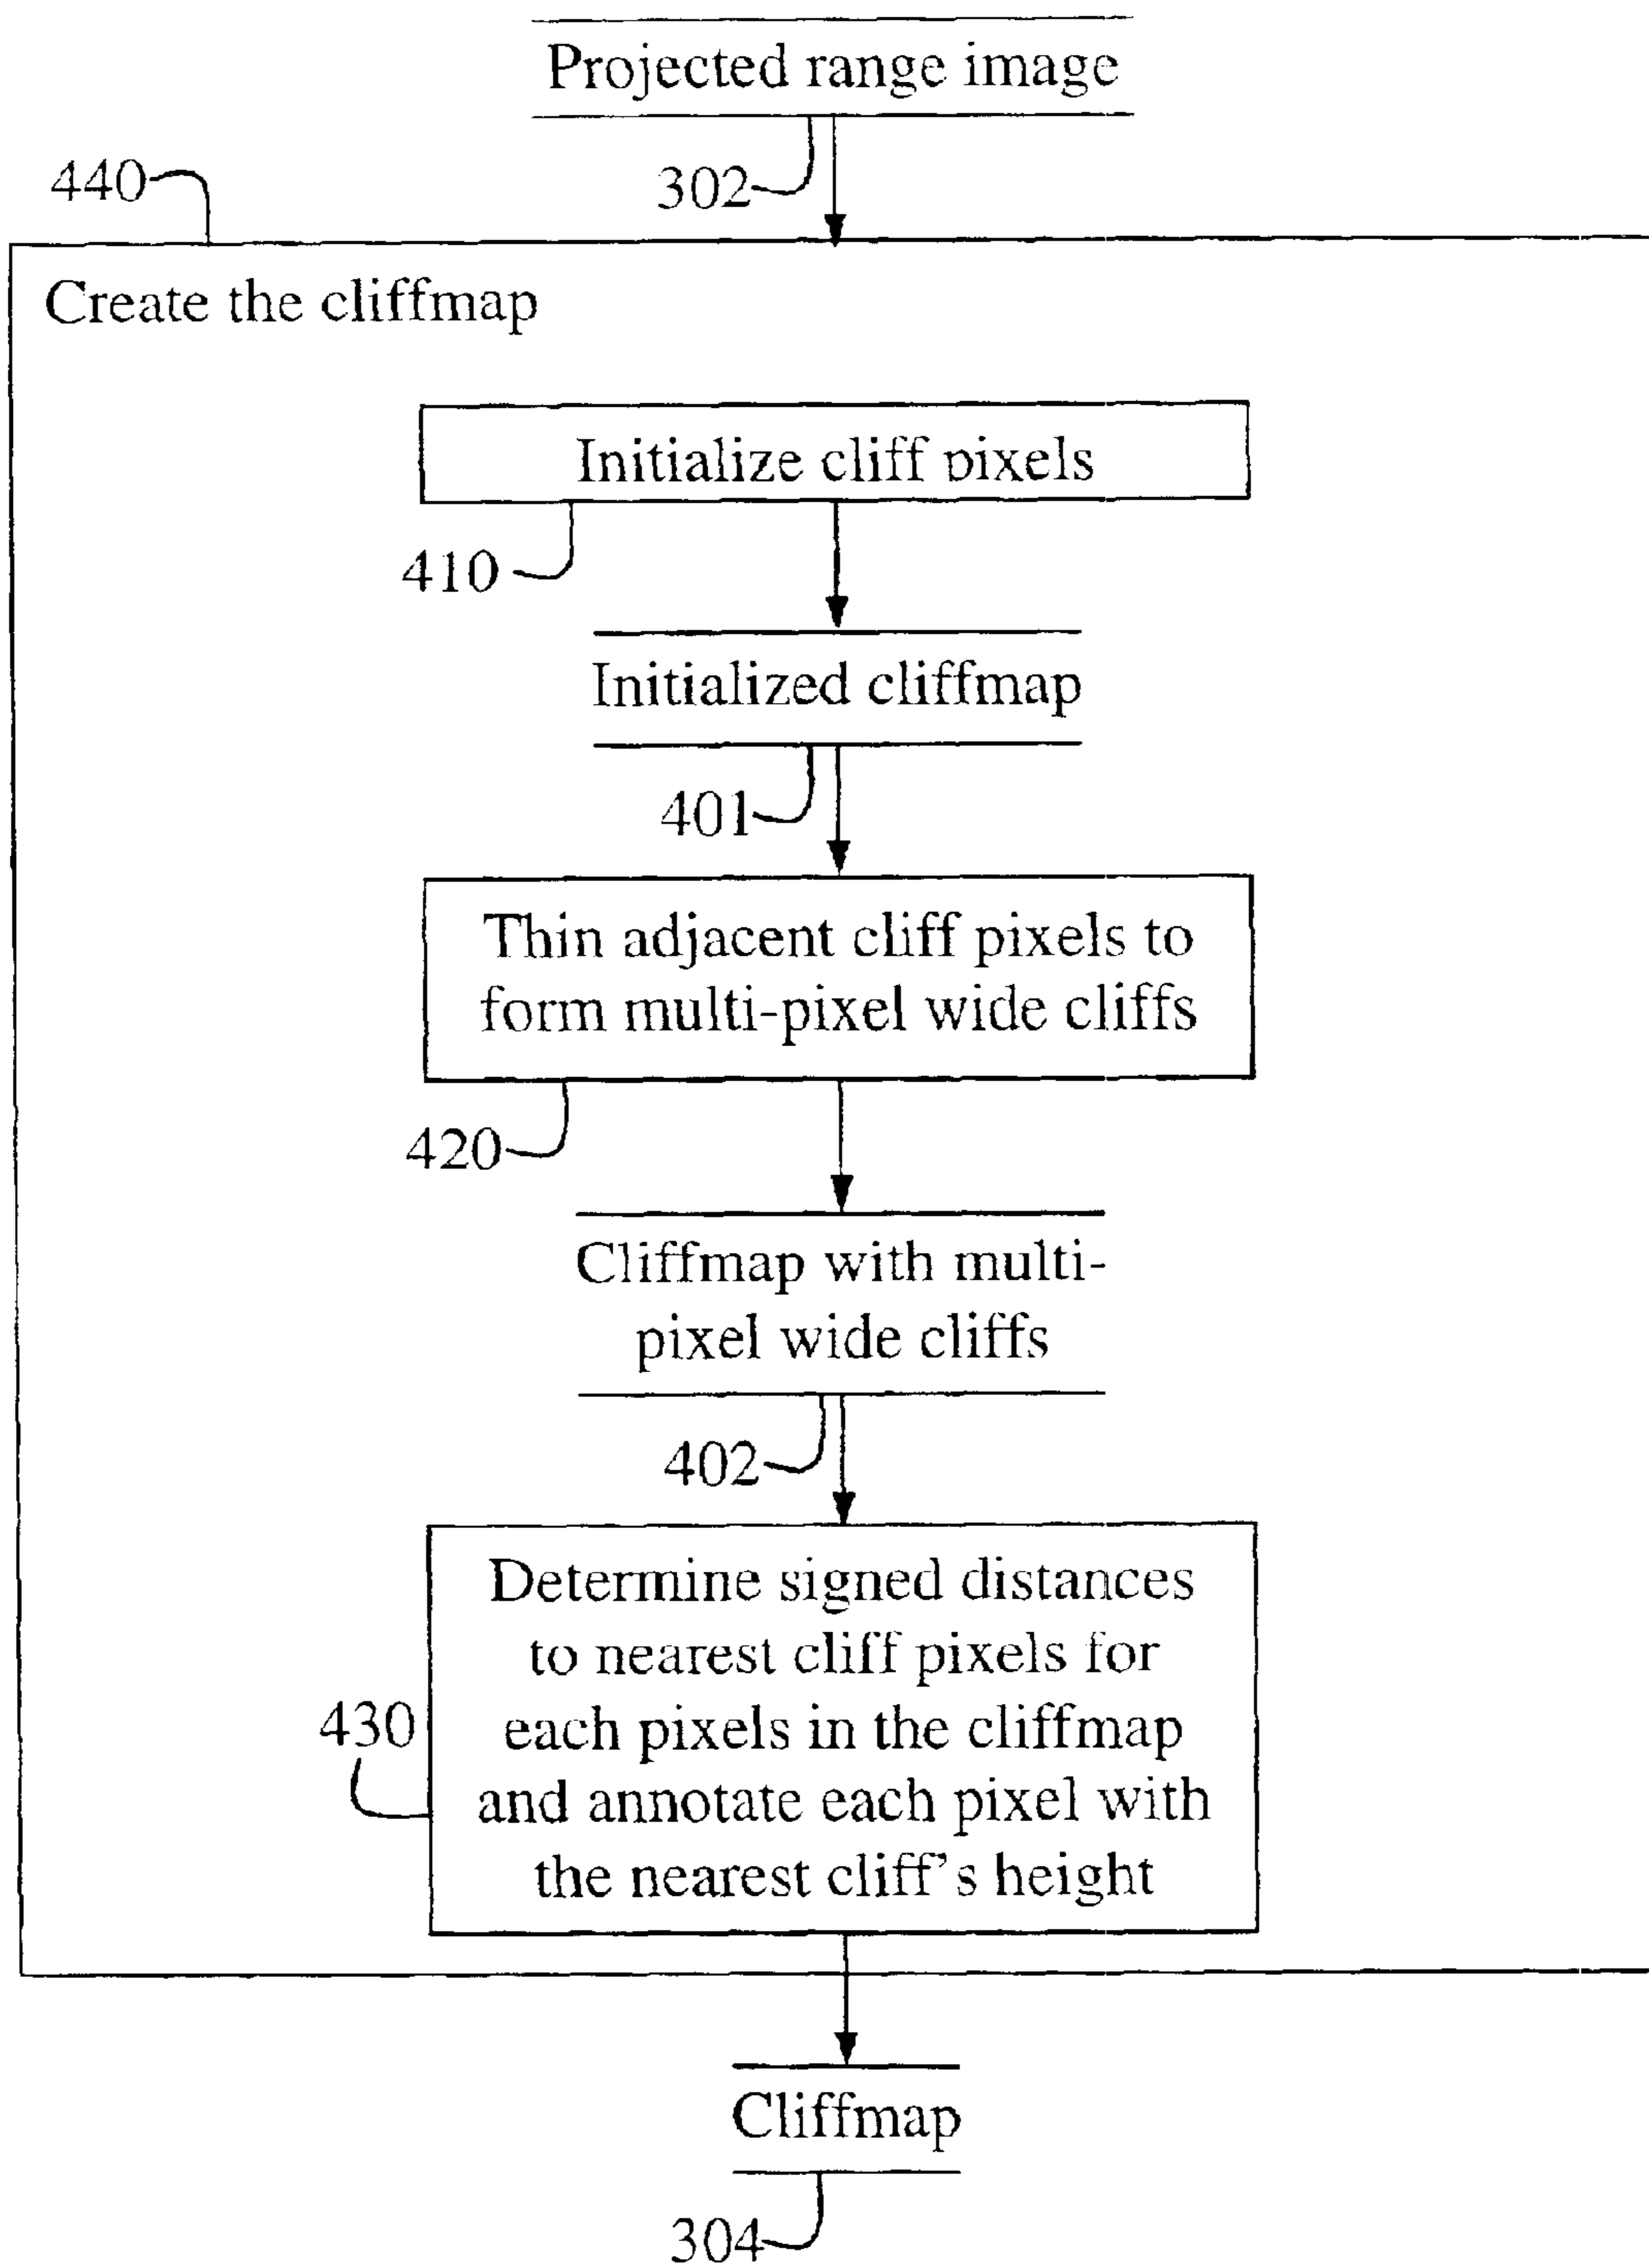 Projected range image
302
440
Create the cliffmap
Initialize cliff pixels
410
Initialized cliffmap
401
Thin adjacent cliff pixels to
form multi-pixel wide cliffs
420
Cliffmap with multi-
pixel wide cliffs
402
Determine signed distances
to nearest cliff pixels for
each pixels in the cliffmap
and annotate each pixel with
the nearest cliff's height
430
Cliffmap
304